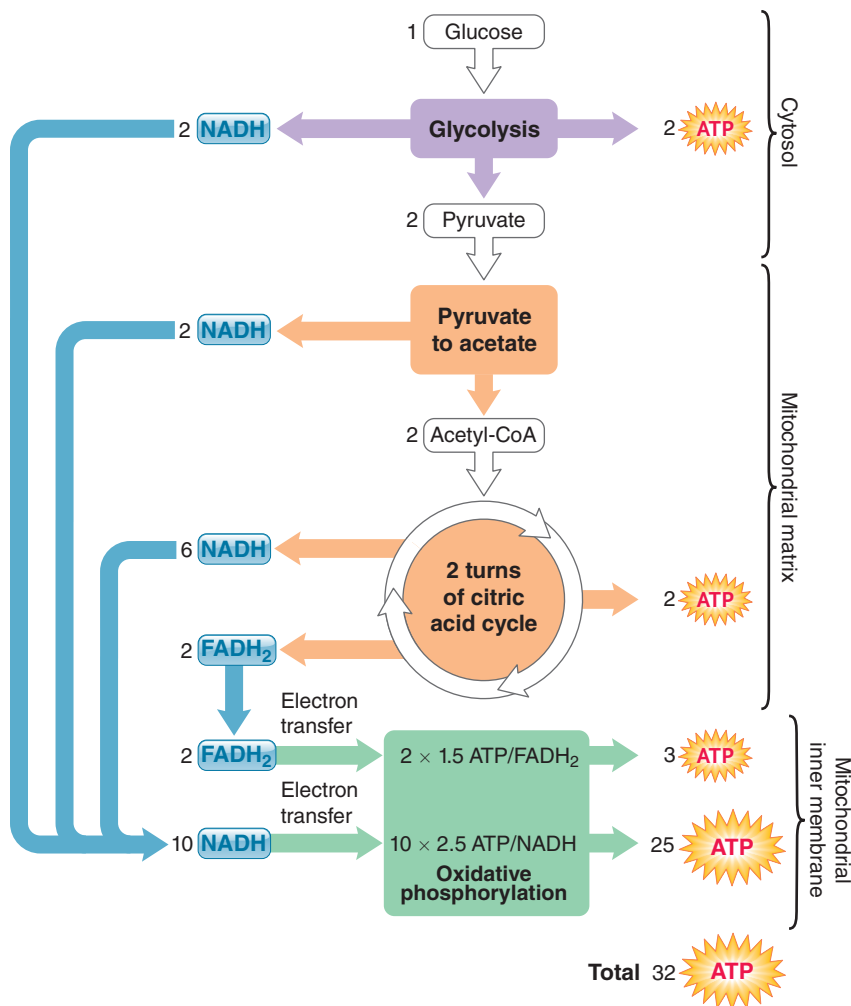 1 Glucose
2 NADH
Glycolysis
2 ATP
Cytosol
2 Pyruvate
2 NADH
Pyruvate
to acetate
2 Acetyl-CoA
Mitochondrial matrix
6 NADH
2 turns
of citric
acid cycle
2 ATP
2 FADH₂
Electron
transfer
2 FADH₂
2 × 1.5 ATP/FADH₂
3 ATP
Electron
transfer
10 NADH
10 × 2.5 ATP/NADH
25 ATP
Oxidative
phosphorylation
Mitochondrial
inner membrane
Total 32 ATP